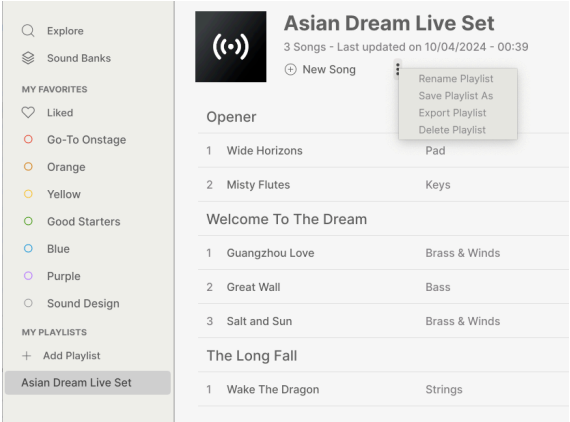 Explore
Sound Banks
MY FAVORITES
Liked
Go-To Onstage
Orange
Yellow
Good Starters
Blue
Purple
Sound Design
MY PLAYLISTS
+ Add Playlist
Asian Dream Live Set
Asian Dream Live Set
3 Songs - Last updated on 10/04/2024 - 00:39
New Song
Rename Playlist
Save Playlist As
Export Playlist
Delete Playlist
Opener
1 Wide Horizons Pad
2 Misty Flutes Keys
Welcome To The Dream
1 Guangzhou Love Brass & Winds
2 Great Wall Bass
3 Salt and Sun Brass & Winds
The Long Fall
1 Wake The Dragon Strings